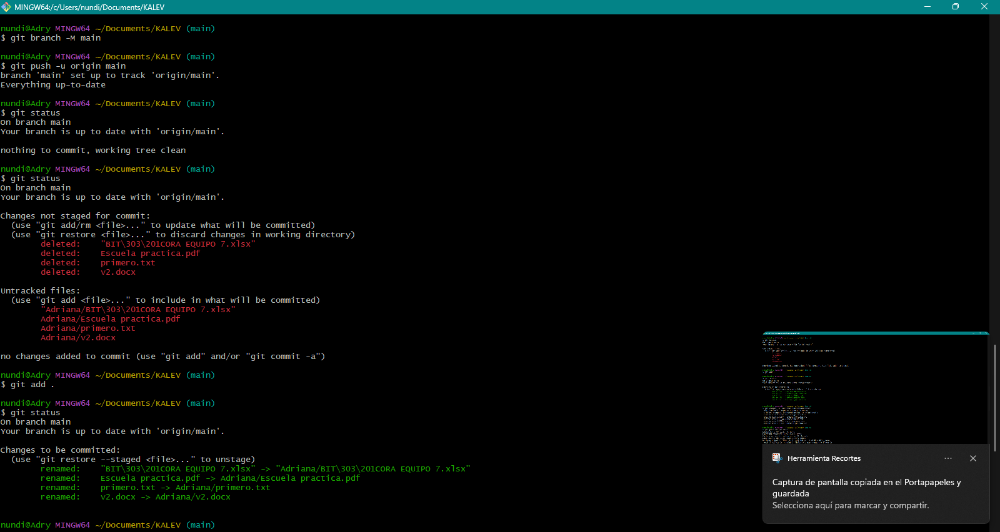 MINGW64:/c/Users/nundi/Documents/KALEV
nundi@Adry MINGW64 ~/Documents/KALEV (main)
$ git branch -M main
nundi@Adry MINGW64 ~/Documents/KALEV (main)
$ git push -u origin main
branch 'main' set up to track 'origin/main'.
Everything up-to-date
nundi@Adry MINGW64 ~/Documents/KALEV (main)
$ git status
On branch main
Your branch is up to date with 'origin/main'.
nothing to commit, working tree clean
nundi@Adry MINGW64 ~/Documents/KALEV (main)
$ git status
On branch main
Your branch is up to date with 'origin/main'.
Changes not staged for commit:
(use "git add/rm <file>..." to update what will be committed)
(use "git restore <file>..." to discard changes in working directory)
deleted: "BIT\303\201CORA EQUIPO 7.xlsx"
deleted: Escuela practica.pdf
deleted: primero.txt
deleted: v2.docx
Untracked files:
(use "git add <file>..." to include in what will be committed)
"Adriana/BIT\303\201CORA EQUIPO 7.xlsx"
Adriana/Escuela practica.pdf
Adriana/primero.txt
Adriana/v2.docx
no changes added to commit (use "git add" and/or "git commit -a")
nundi@Adry MINGW64 ~/Documents/KALEV (main)
$ git add .
nundi@Adry MINGW64 ~/Documents/KALEV (main)
$ git status
On branch main
Your branch is up to date with 'origin/main'.
Changes to be committed:
(use "git restore --staged <file>..." to unstage)
renamed: "BIT\303\201CORA EQUIPO 7.xlsx" -> "Adriana/BIT\303\201CORA EQUIPO 7.xlsx"
renamed: Escuela practica.pdf -> Adriana/Escuela practica.pdf
renamed: primero.txt -> Adriana/primero.txt
renamed: v2.docx -> Adriana/v2.docx
nundi@Adry MINGW64 ~/Documents/KALEV (main)
Herramienta Recortes
Captura de pantalla copiada en el Portapapeles y
guardada
Selecciona aquí para marcar y compartir.